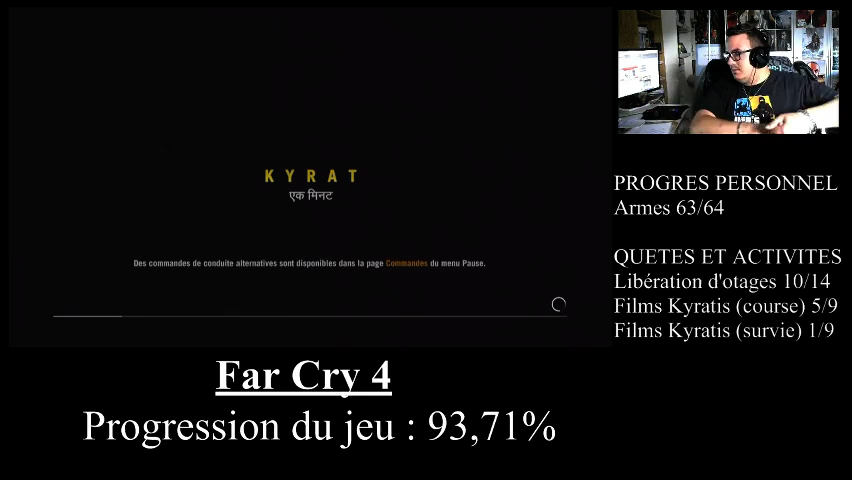 KYRAT
एक मिनट
Des commandes de conduite alternatives sont disponibles dans la page Commandes du menu Pause.
PROGRES PERSONNEL
Armes 63/64
QUETES ET ACTIVITES
Libération d'otages 10/14
Films Kyratis (course) 5/9
Films Kyratis (survie) 1/9
Far Cry 4
Progression du jeu : 93,71%